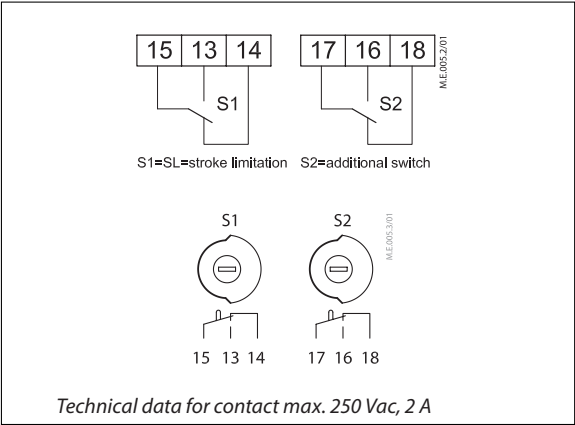 15 13 14
17 16 18
M.E.005.2/01
S1
S2
S1=SL=stroke limitation
S2=additional switch
S1
S2
M.E.005.3/01
15 13 14
17 16 18
Technical data for contact max. 250 Vac, 2 A